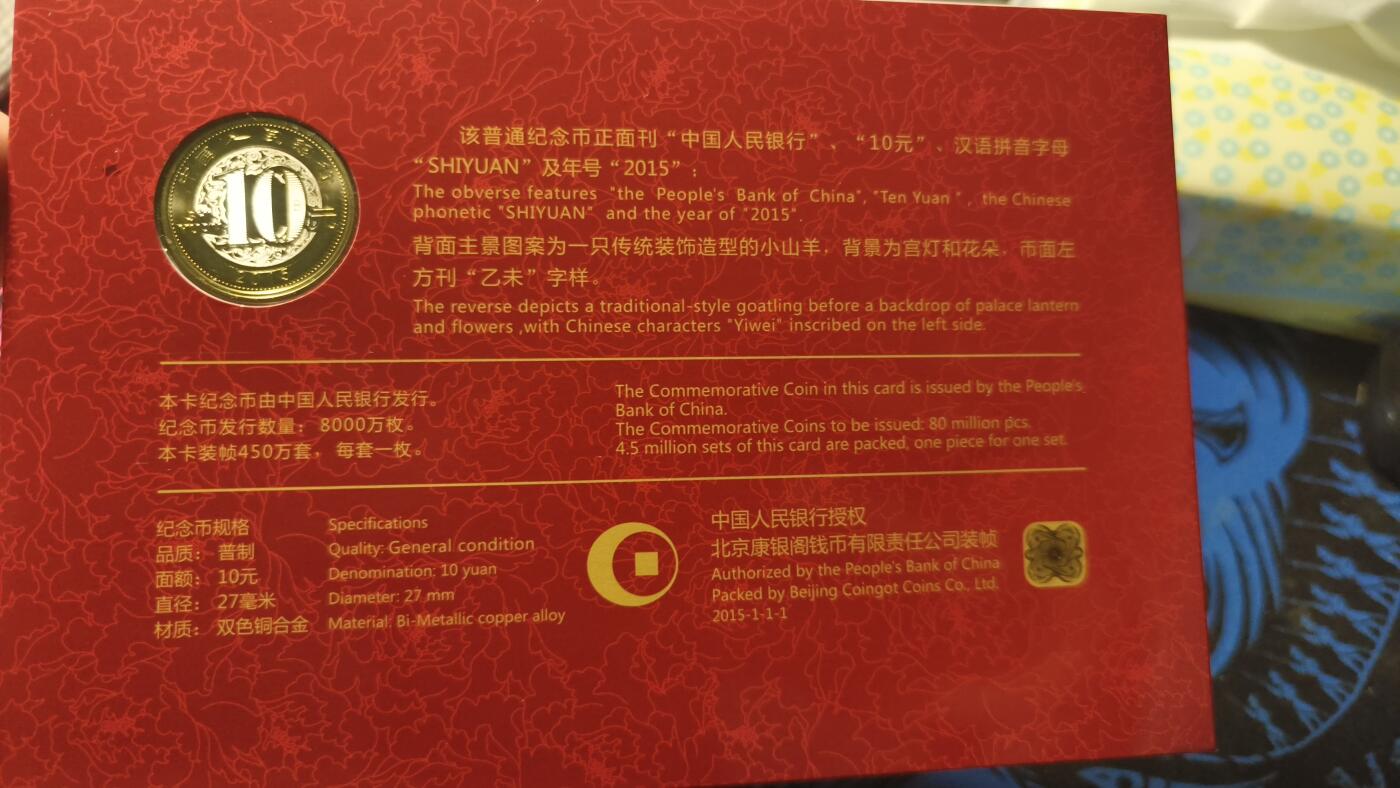 10
2015
该普通纪念币正面刊“中国人民银行”、“10元”、汉语拼音字母
“SHIYUAN”及年号“2015”；
The obverse features "the People's Bank of China", "Ten Yuan " , the Chinese
phonetic "SHIYUAN" and the year of "2015".
背面主景图案为一只传统装饰造型的小山羊，背景为宫灯和花朵，币面左
方刊“乙未”字样。
The reverse depicts a traditional-style goatling before a backdrop of palace lantern
and flowers ,with Chinese characters "Yiwei" inscribed on the left side.
本卡纪念币由中国人民银行发行。
纪念币发行数量：8000万枚。
本卡装帧450万套，每套一枚。
The Commemorative Coin in this card is issued by the People's
Bank of China.
The Commemorative Coins to be issued: 80 million pcs.
4.5 million sets of this card are packed, one piece for one set.
纪念币规格
品质： 普制
面额： 10元
直径： 27毫米
材质： 双色铜合金
Specifications
Quality: General condition
Denomination: 10 yuan
Diameter: 27 mm
Material: Bi-Metallic copper alloy
中国人民银行授权
北京康银阁钱币有限责任公司装帧
Authorized by the People's Bank of China
Packed by Beijing Coingot Coins Co., Ltd.
2015-1-1-1